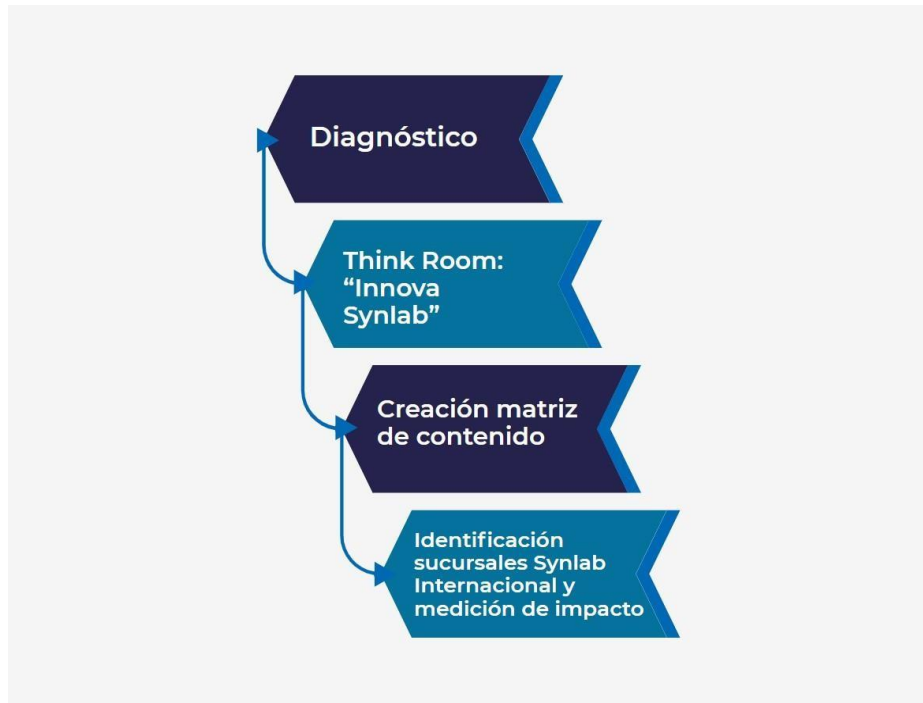 Diagnóstico
Think Room:
“Innova
Synlab”
Creación matriz
de contenido
Identificación
sucursales Synlab
Internacional y
medición de impacto